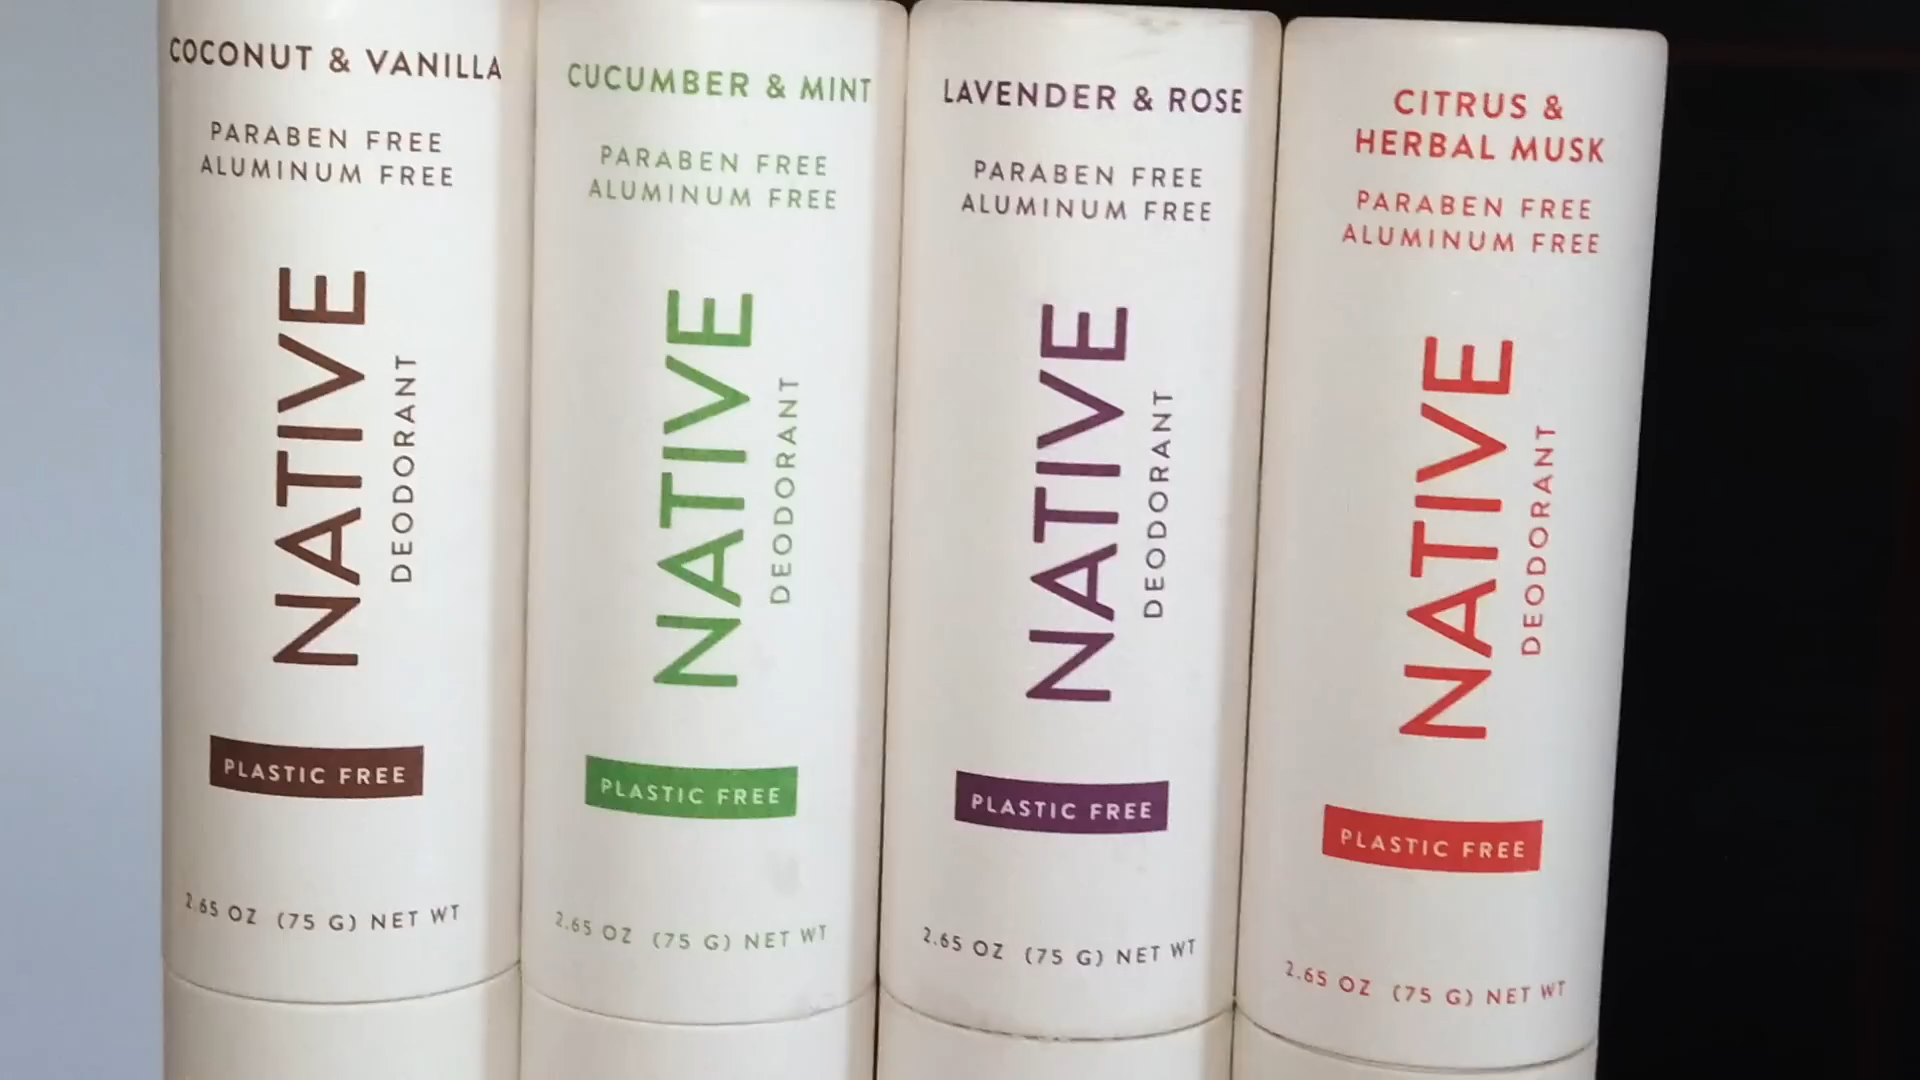 COCONUT & VANILLA
PARABEN FREE
ALUMINUM FREE
NATIVE
DEODORANT
PLASTIC FREE
2.65 OZ (75 G) NET WT
CUCUMBER & MINT
PARABEN FREE
ALUMINUM FREE
NATIVE
DEODORANT
PLASTIC FREE
2.65 OZ (75 G) NET WT
LAVENDER & ROSE
PARABEN FREE
ALUMINUM FREE
NATIVE
DEODORANT
PLASTIC FREE
2.65 OZ (75 G) NET WT
CITRUS &
HERBAL MUSK
PARABEN FREE
ALUMINUM FREE
NATIVE
DEODORANT
PLASTIC FREE
2.65 OZ (75 G) NET WT